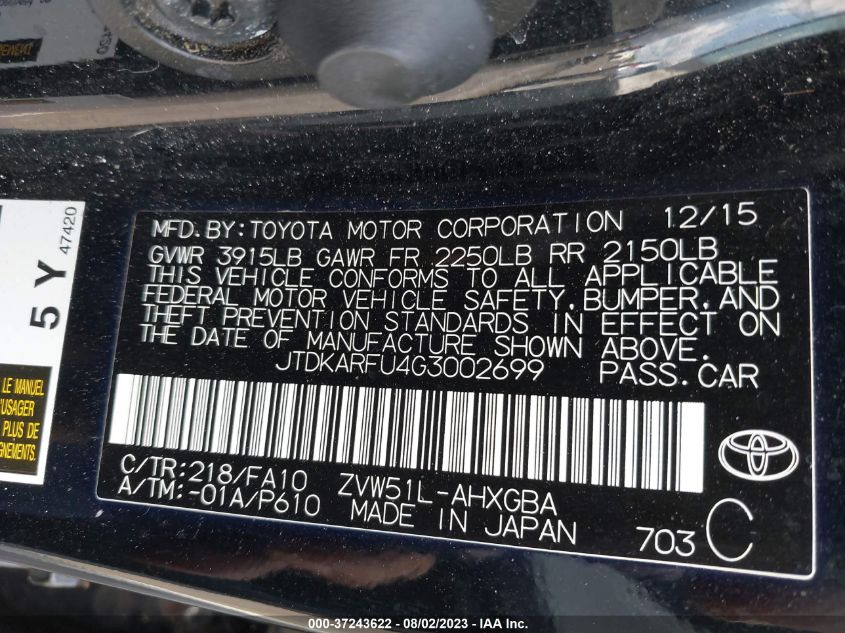 MFD.BY:TOYOTA MOTOR CORPORATION 12/15
GVWR 3915LB GAWR FR 2250LB RR 2150LB
THIS VEHICLE CONFORMS TO ALL APPLICABLE
FEDERAL MOTOR VEHICLE SAFETY,BUMPER,AND
THEFT PREVENTION STANDARDS IN EFFECT ON
THE DATE OF MANUFACTURE SHOWN ABOVE.
JTDKARFU4G3002699 PASS.CAR
C/TR:218/FA10 ZVW51L-AHXGBA
A/TM:-01A/P610 MADE IN JAPAN 703 C
5 Y
47420
LE MANUEL
L'USAGER
PLUS DE
000-37243622 - 08/02/2023 - © IAA Inc.